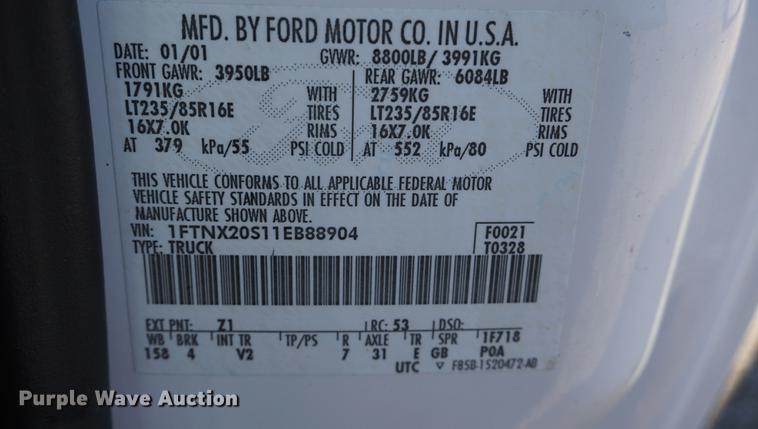 MFD. BY FORD MOTOR CO. IN U.S.A.
DATE: 01/01 GVWR: 8800LB/ 3991KG
FRONT GAWR: 3950LB REAR GAWR: 6084LB
1791KG WITH 2759KG WITH
LT235/85R16E TIRES LT235/85R16E TIRES
16X7.0K RIMS 16X7.0K RIMS
AT 379 kPa/55 PSI COLD AT 552 kPa/80 PSI COLD
THIS VEHICLE CONFORMS TO ALL APPLICABLE FEDERAL MOTOR
VEHICLE SAFETY STANDARDS IN EFFECT ON THE DATE OF
MANUFACTURE SHOWN ABOVE.
VIN: 1FTNX20S11EB88904 F0021
TYPE: TRUCK T0328
EXT PNT: Z1 RC: 53 DSO:
WB BRK INT TR TP/PS R AXLE TR SPR 1F718
158 4 V2 7 31 E GB POA
UTC ▽ F85B-1520472-AB
Purple Wave Auction